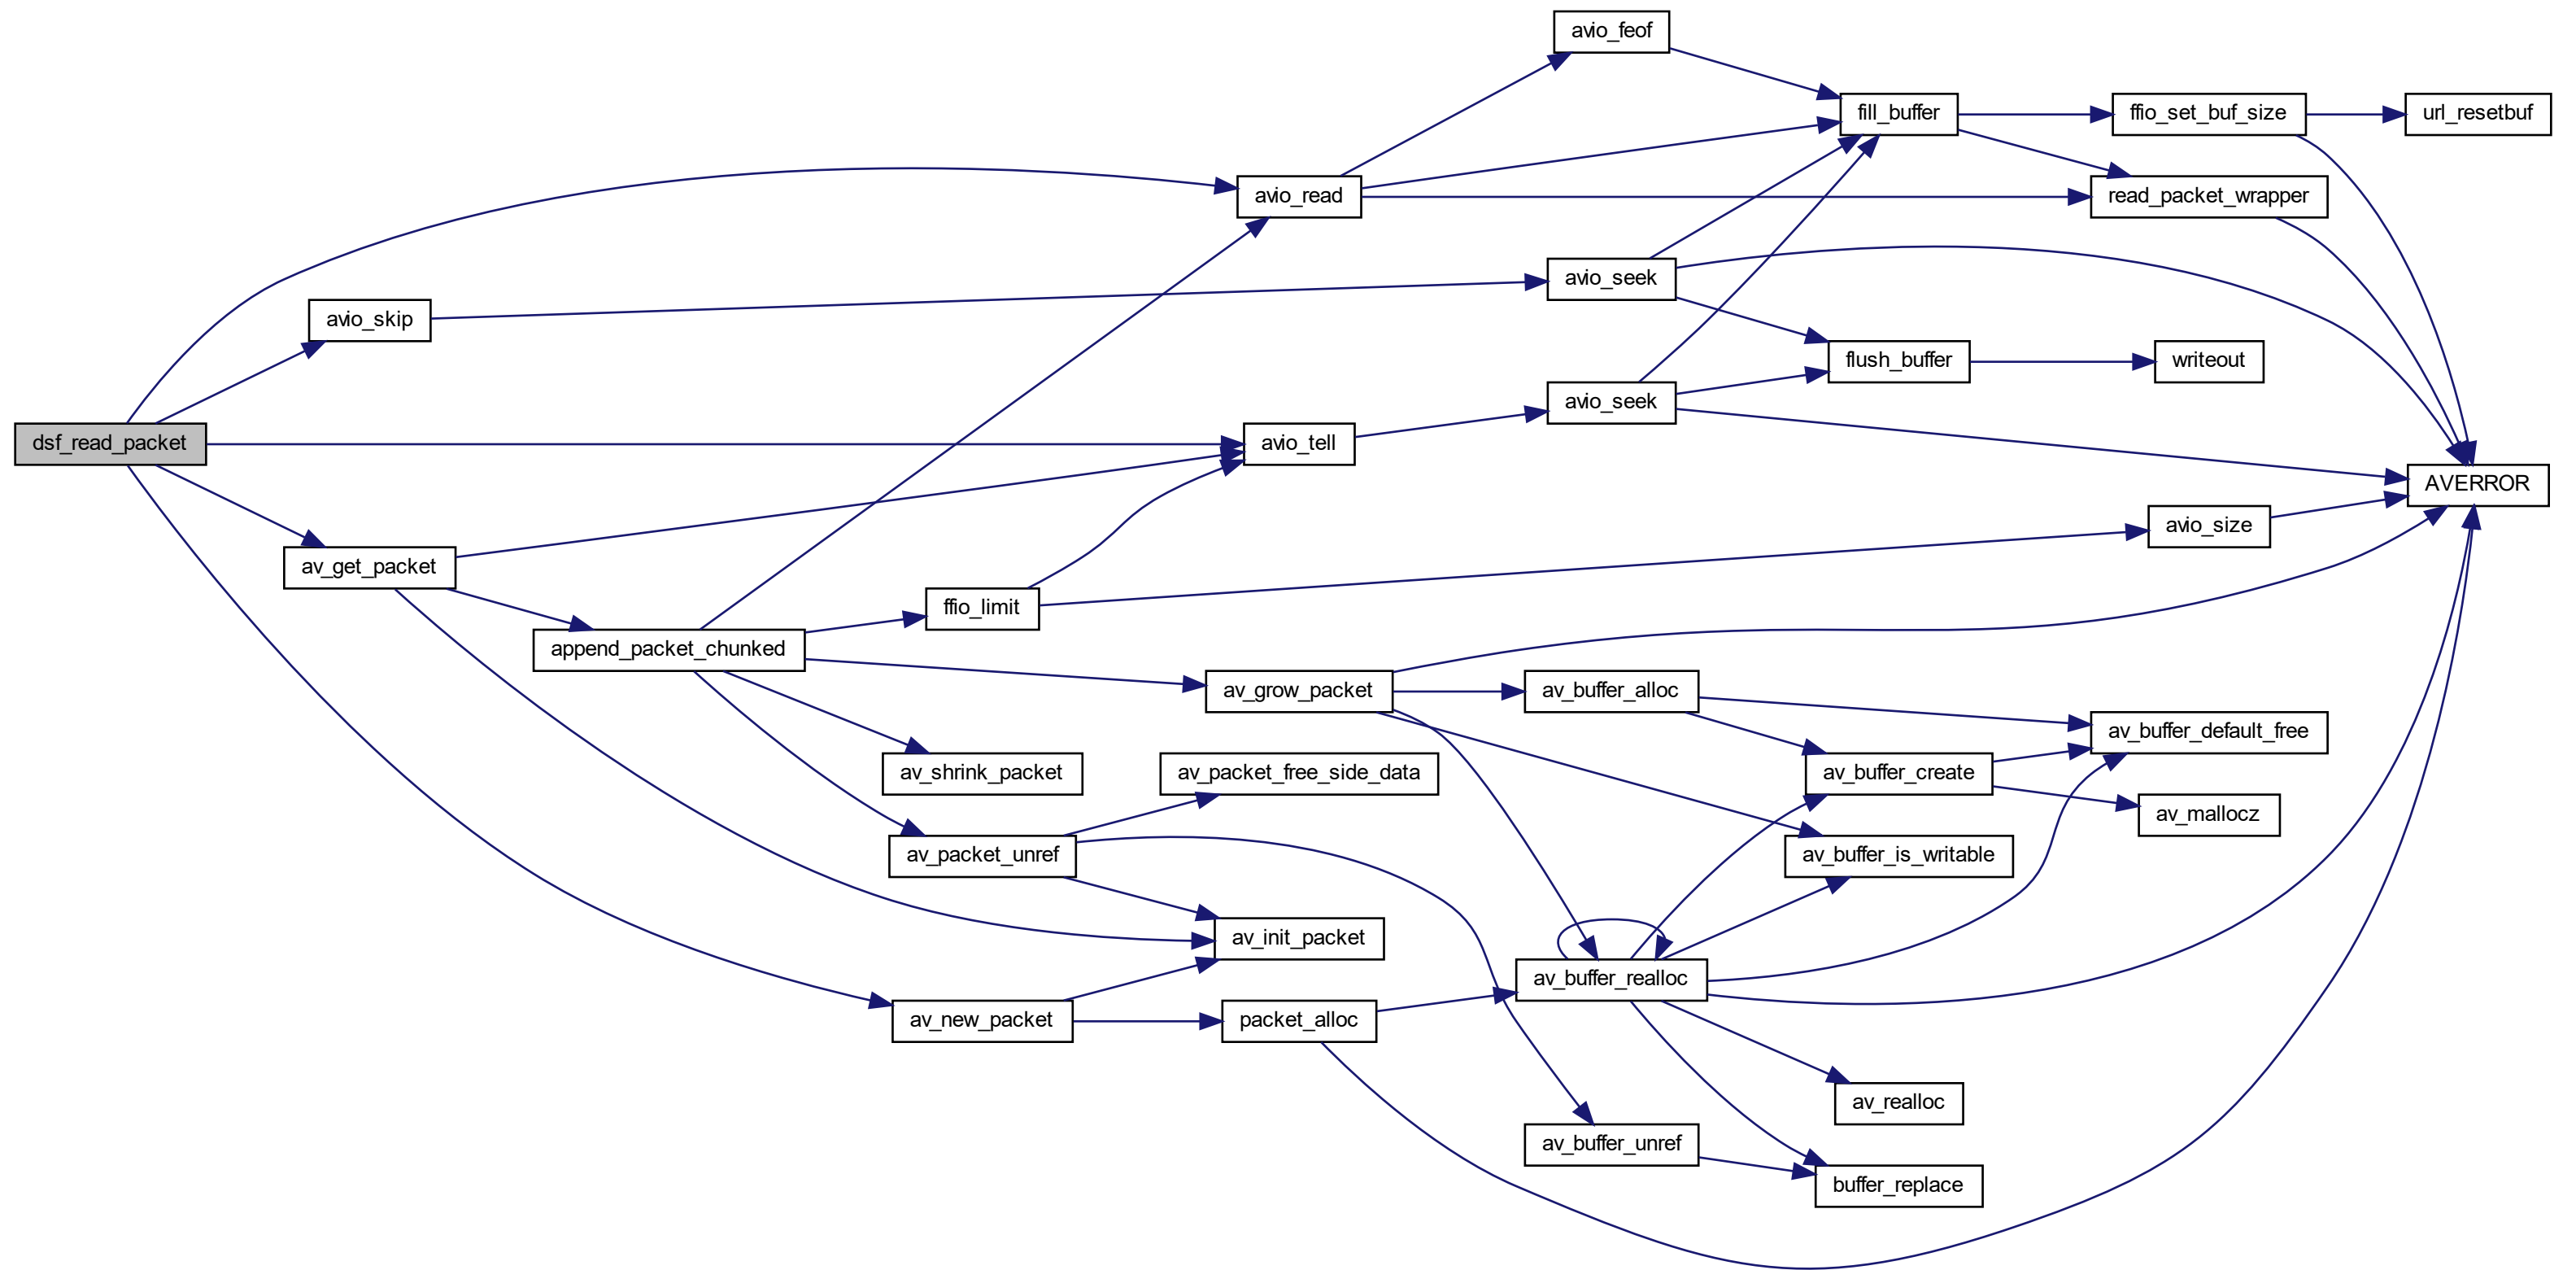 avio_feof
fill_buffer
ffio_set_buf_size
url_resetbuf
avio_read
read_packet_wrapper
avio_seek
avio_skip
flush_buffer
writeout
avio_seek
dsf_read_packet
avio_tell
AVERROR
avio_size
av_get_packet
ffio_limit
append_packet_chunked
av_grow_packet
av_buffer_alloc
av_buffer_default_free
av_shrink_packet
av_packet_free_side_data
av_buffer_create
av_mallocz
av_packet_unref
av_buffer_is_writable
av_init_packet
av_buffer_realloc
av_new_packet
packet_alloc
av_realloc
av_buffer_unref
buffer_replace